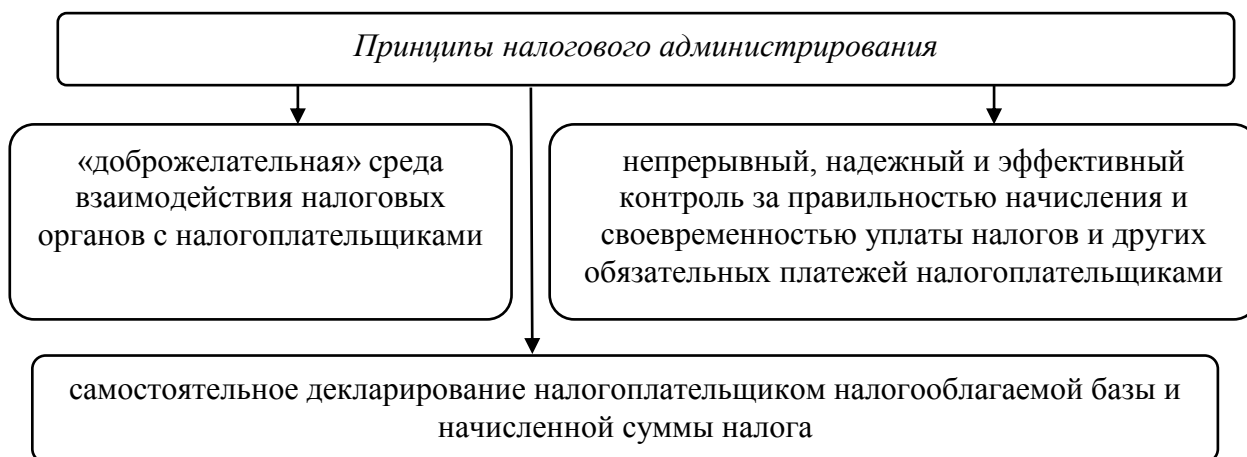 Принципы налогового администрирования
«доброжелательная» среда
взаимодействия налоговых
органов с налогоплательщиками
непрерывный, надежный и эффективный
контроль за правильностью начисления и
своевременностью уплаты налогов и других
обязательных платежей налогоплательщиками
самостоятельное декларирование налогоплательщиком налогооблагаемой базы и
начисленной суммы налога